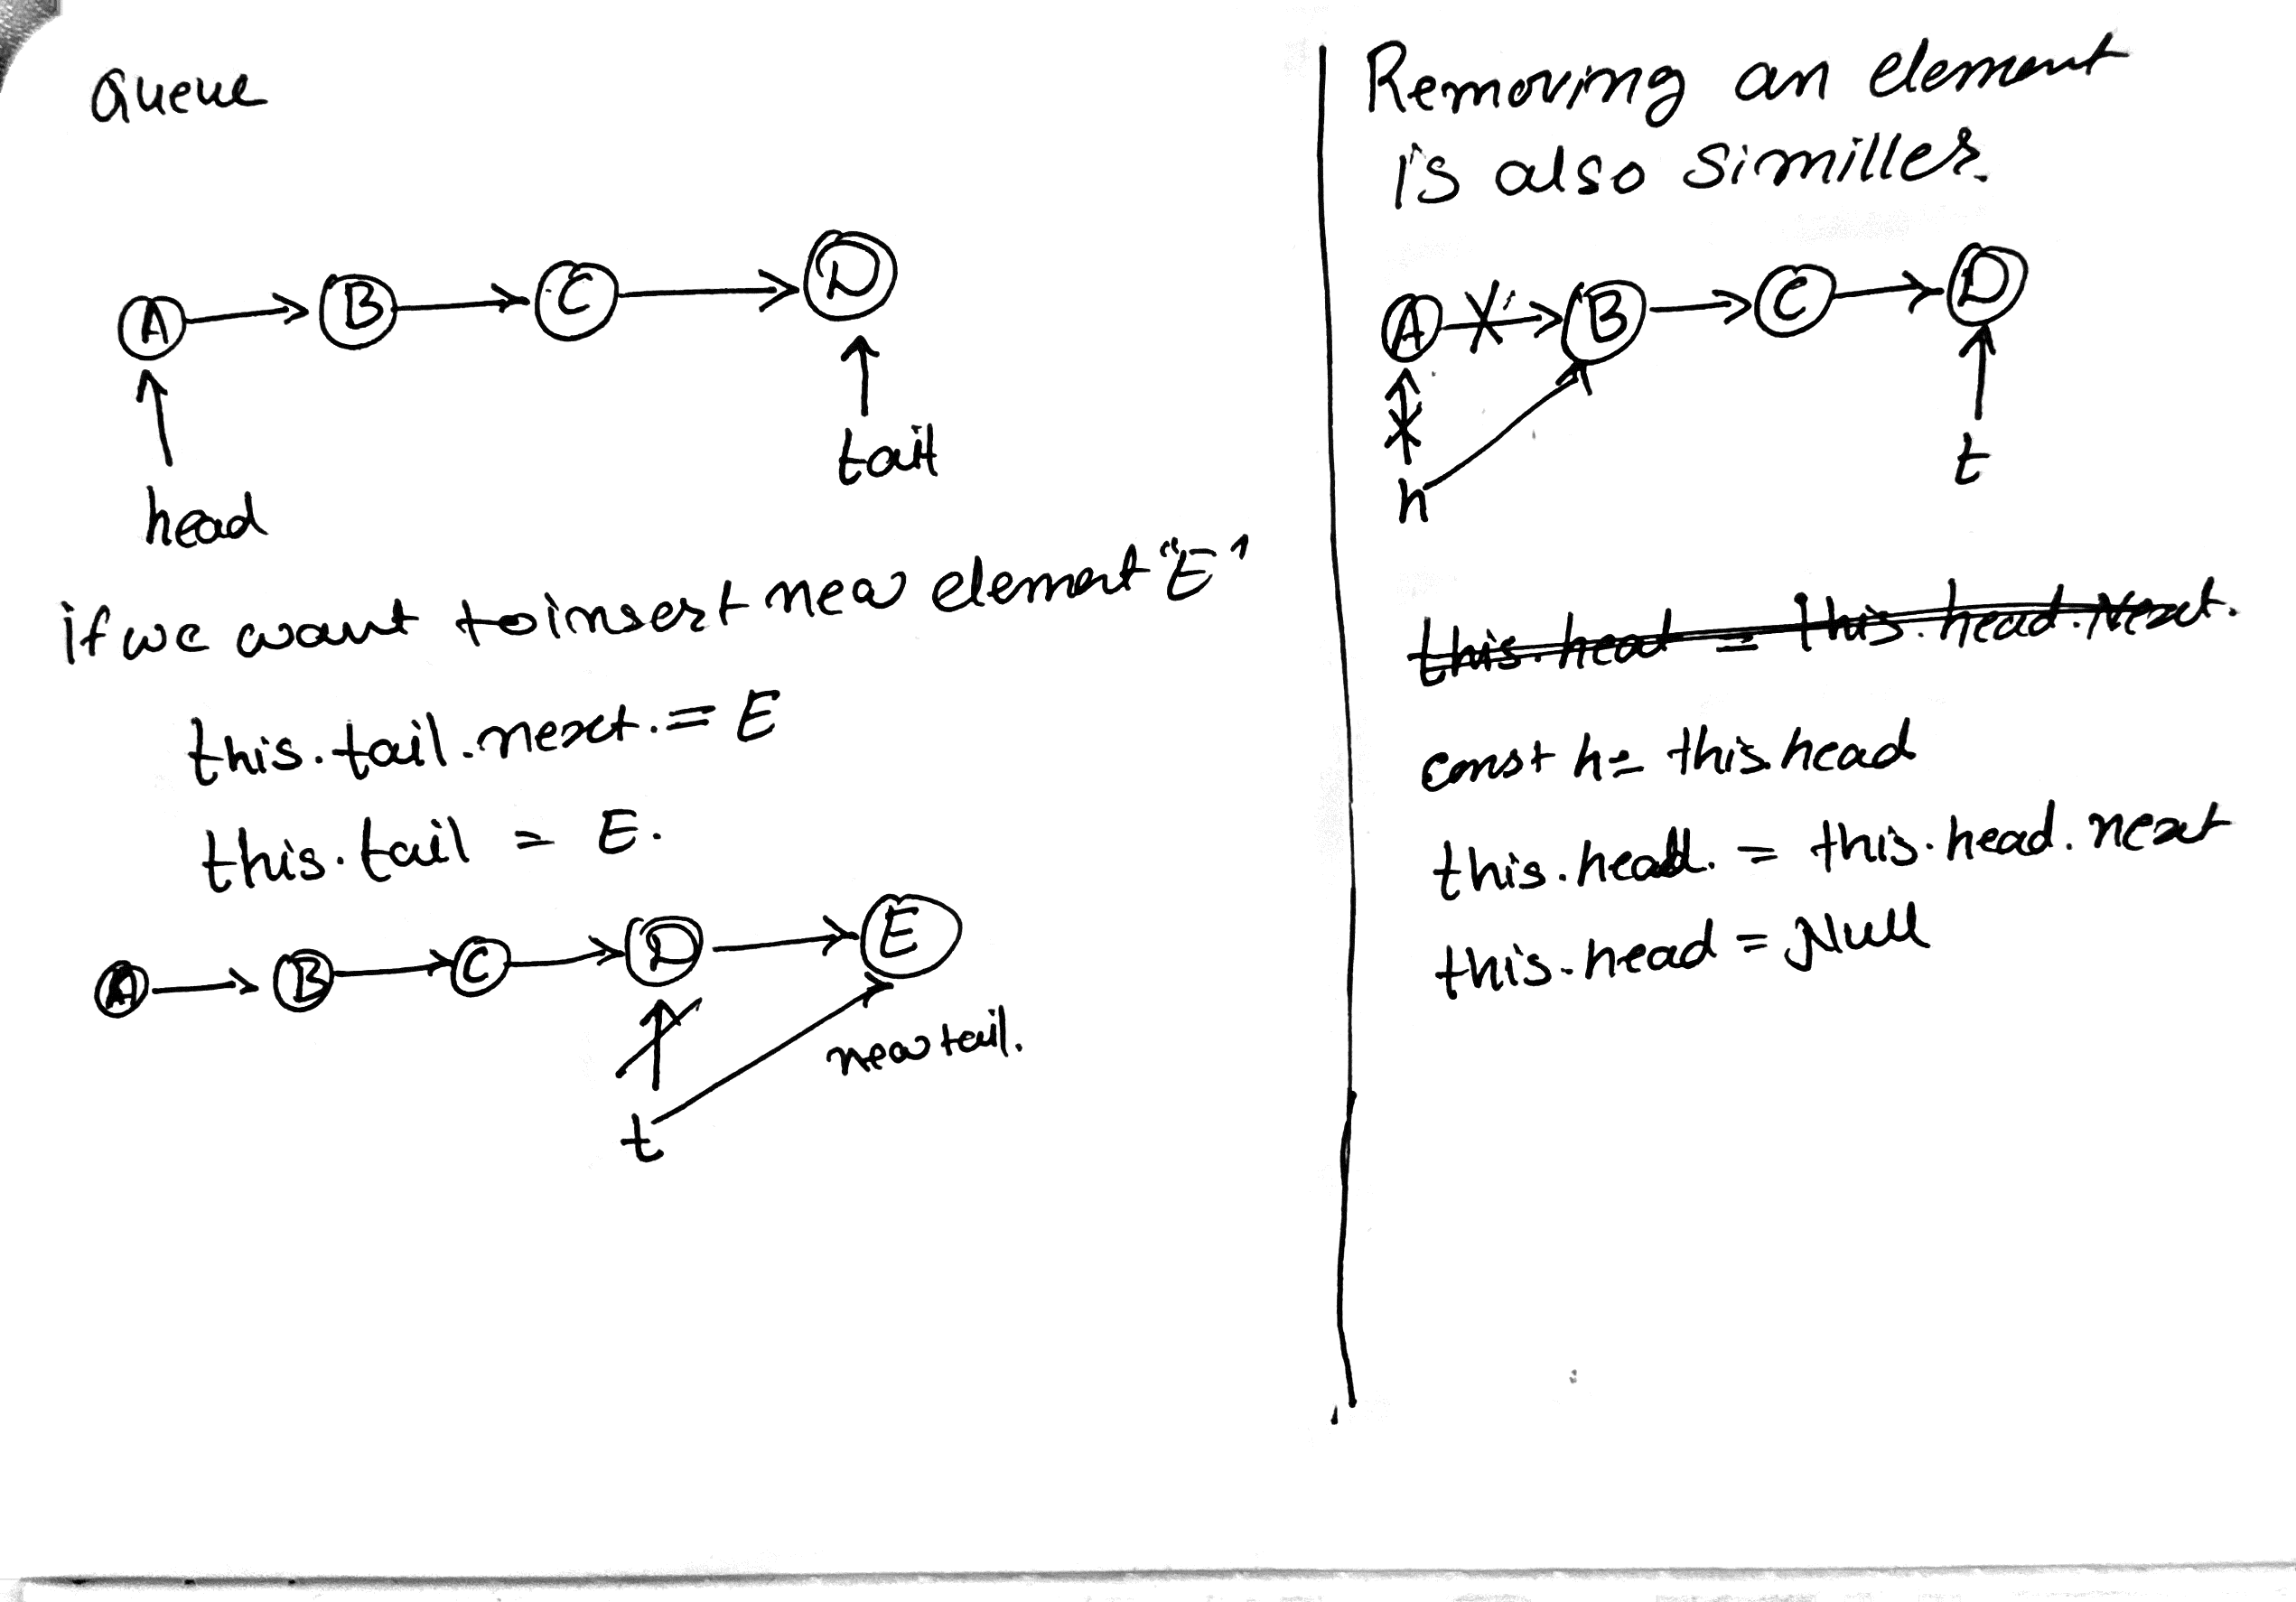 Queue
A B C D
head
tail
if we want to insert new element "E"
this.tail.next.= E
this.tail = E.
A B C D E
new tail.
t
Removing an element
is also similler.
A B C D
h
t
this.head = this.head.Next.
const h= this.head
this.head. = this.head.next
this.head = Null